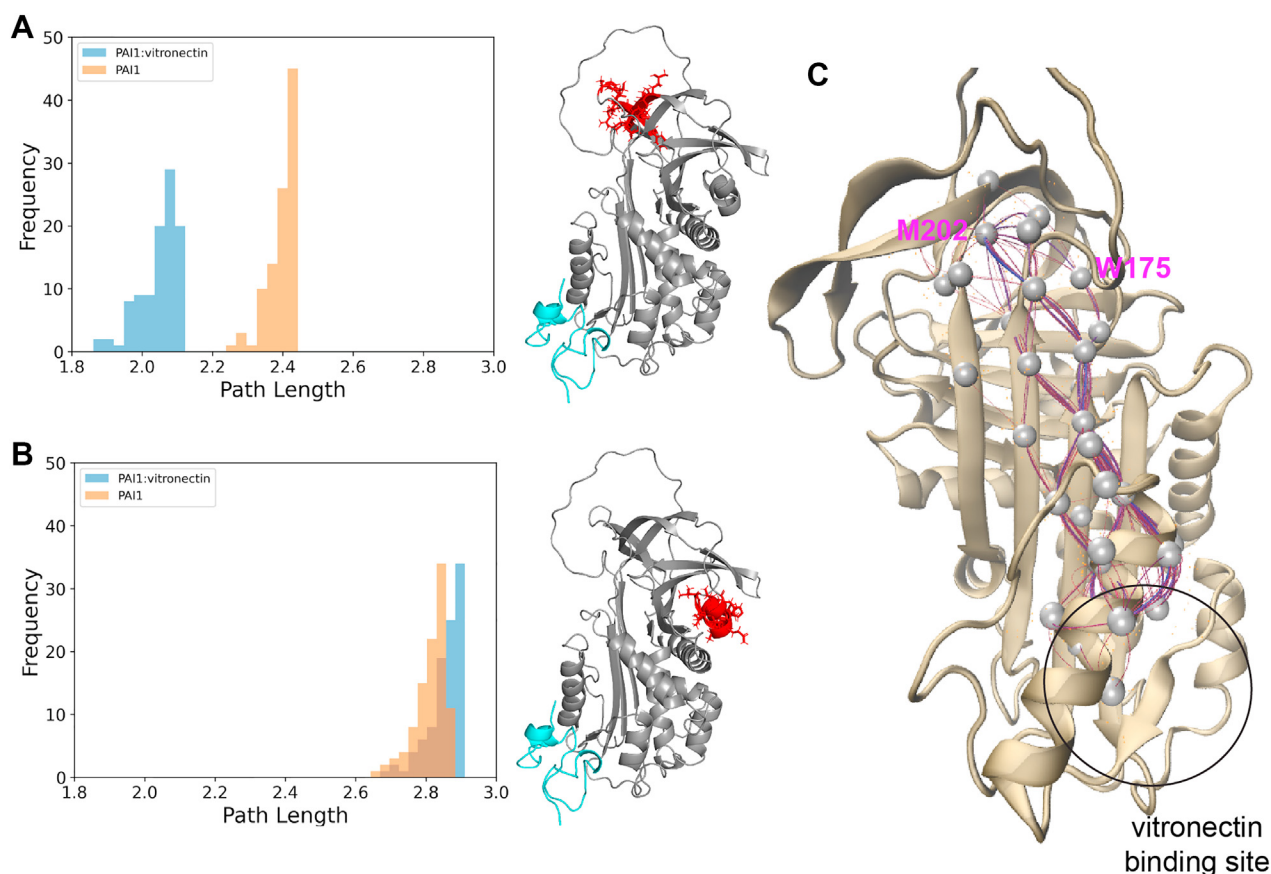 A
50
40
30
20
10
0
Frequency
PAI1:vitronectin
PAI1
1.8 2.0 2.2 2.4 2.6 2.8 3.0
Path Length
B
50
40
30
20
10
0
Frequency
PAI1:vitronectin
PAI1
1.8 2.0 2.2 2.4 2.6 2.8 3.0
Path Length
C
M202
W175
vitronectin
binding site